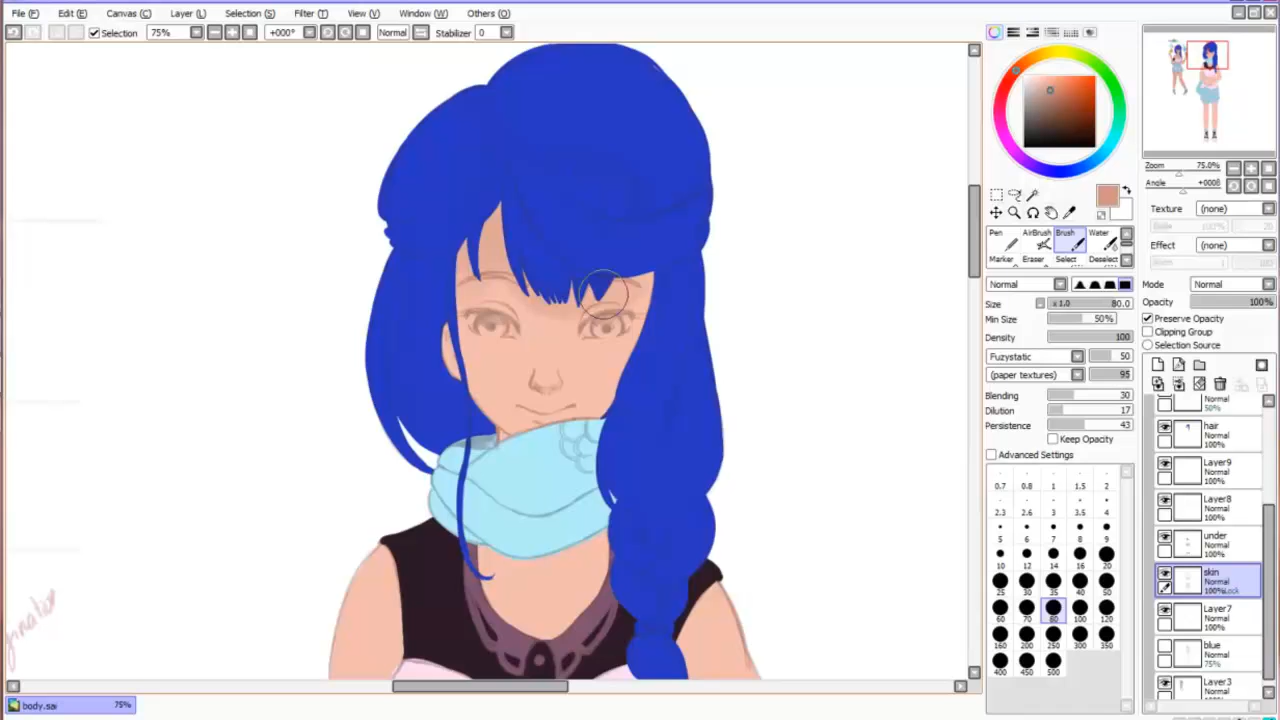 File (F) Edit (E) Canvas (C) Layer (L) Selection (S) Filter (T) View (V) Window (W) Others (O)
Selection 75% +000° Normal Stabilizer 0
Zoom 75.0%
Angle +000θ
Texture (none)
Effect (none)
Mode Normal
Opacity 100%
Preserve Opacity
Clipping Group
Selection Source
Pen AirBrush Brush Water
Marker Eraser Select Deselect
Normal
Size x 1.0 80.0
Min Size 50%
Density 100
Fuzzystatic 50
(paper textures) 95
Blending 30
Dilution 17
Persistence 43
Keep Opacity
Advanced Settings
0.7 0.8 1 1.5 2
2.3 2.6 3 3.5 4
5 6 7 8 9
10 12 14 16 20
25 30 35 40 50
60 70 80 100 120
160 200 250 300 350
400 450 500
Normal
50%
hair
Normal
100%
Layer9
Normal
100%
Layer8
Normal
100%
under
Normal
100%
skin
Normal
100%Lock
Layer7
Normal
100%
blue
Normal
75%
Layer3
Normal
body.sai 75%